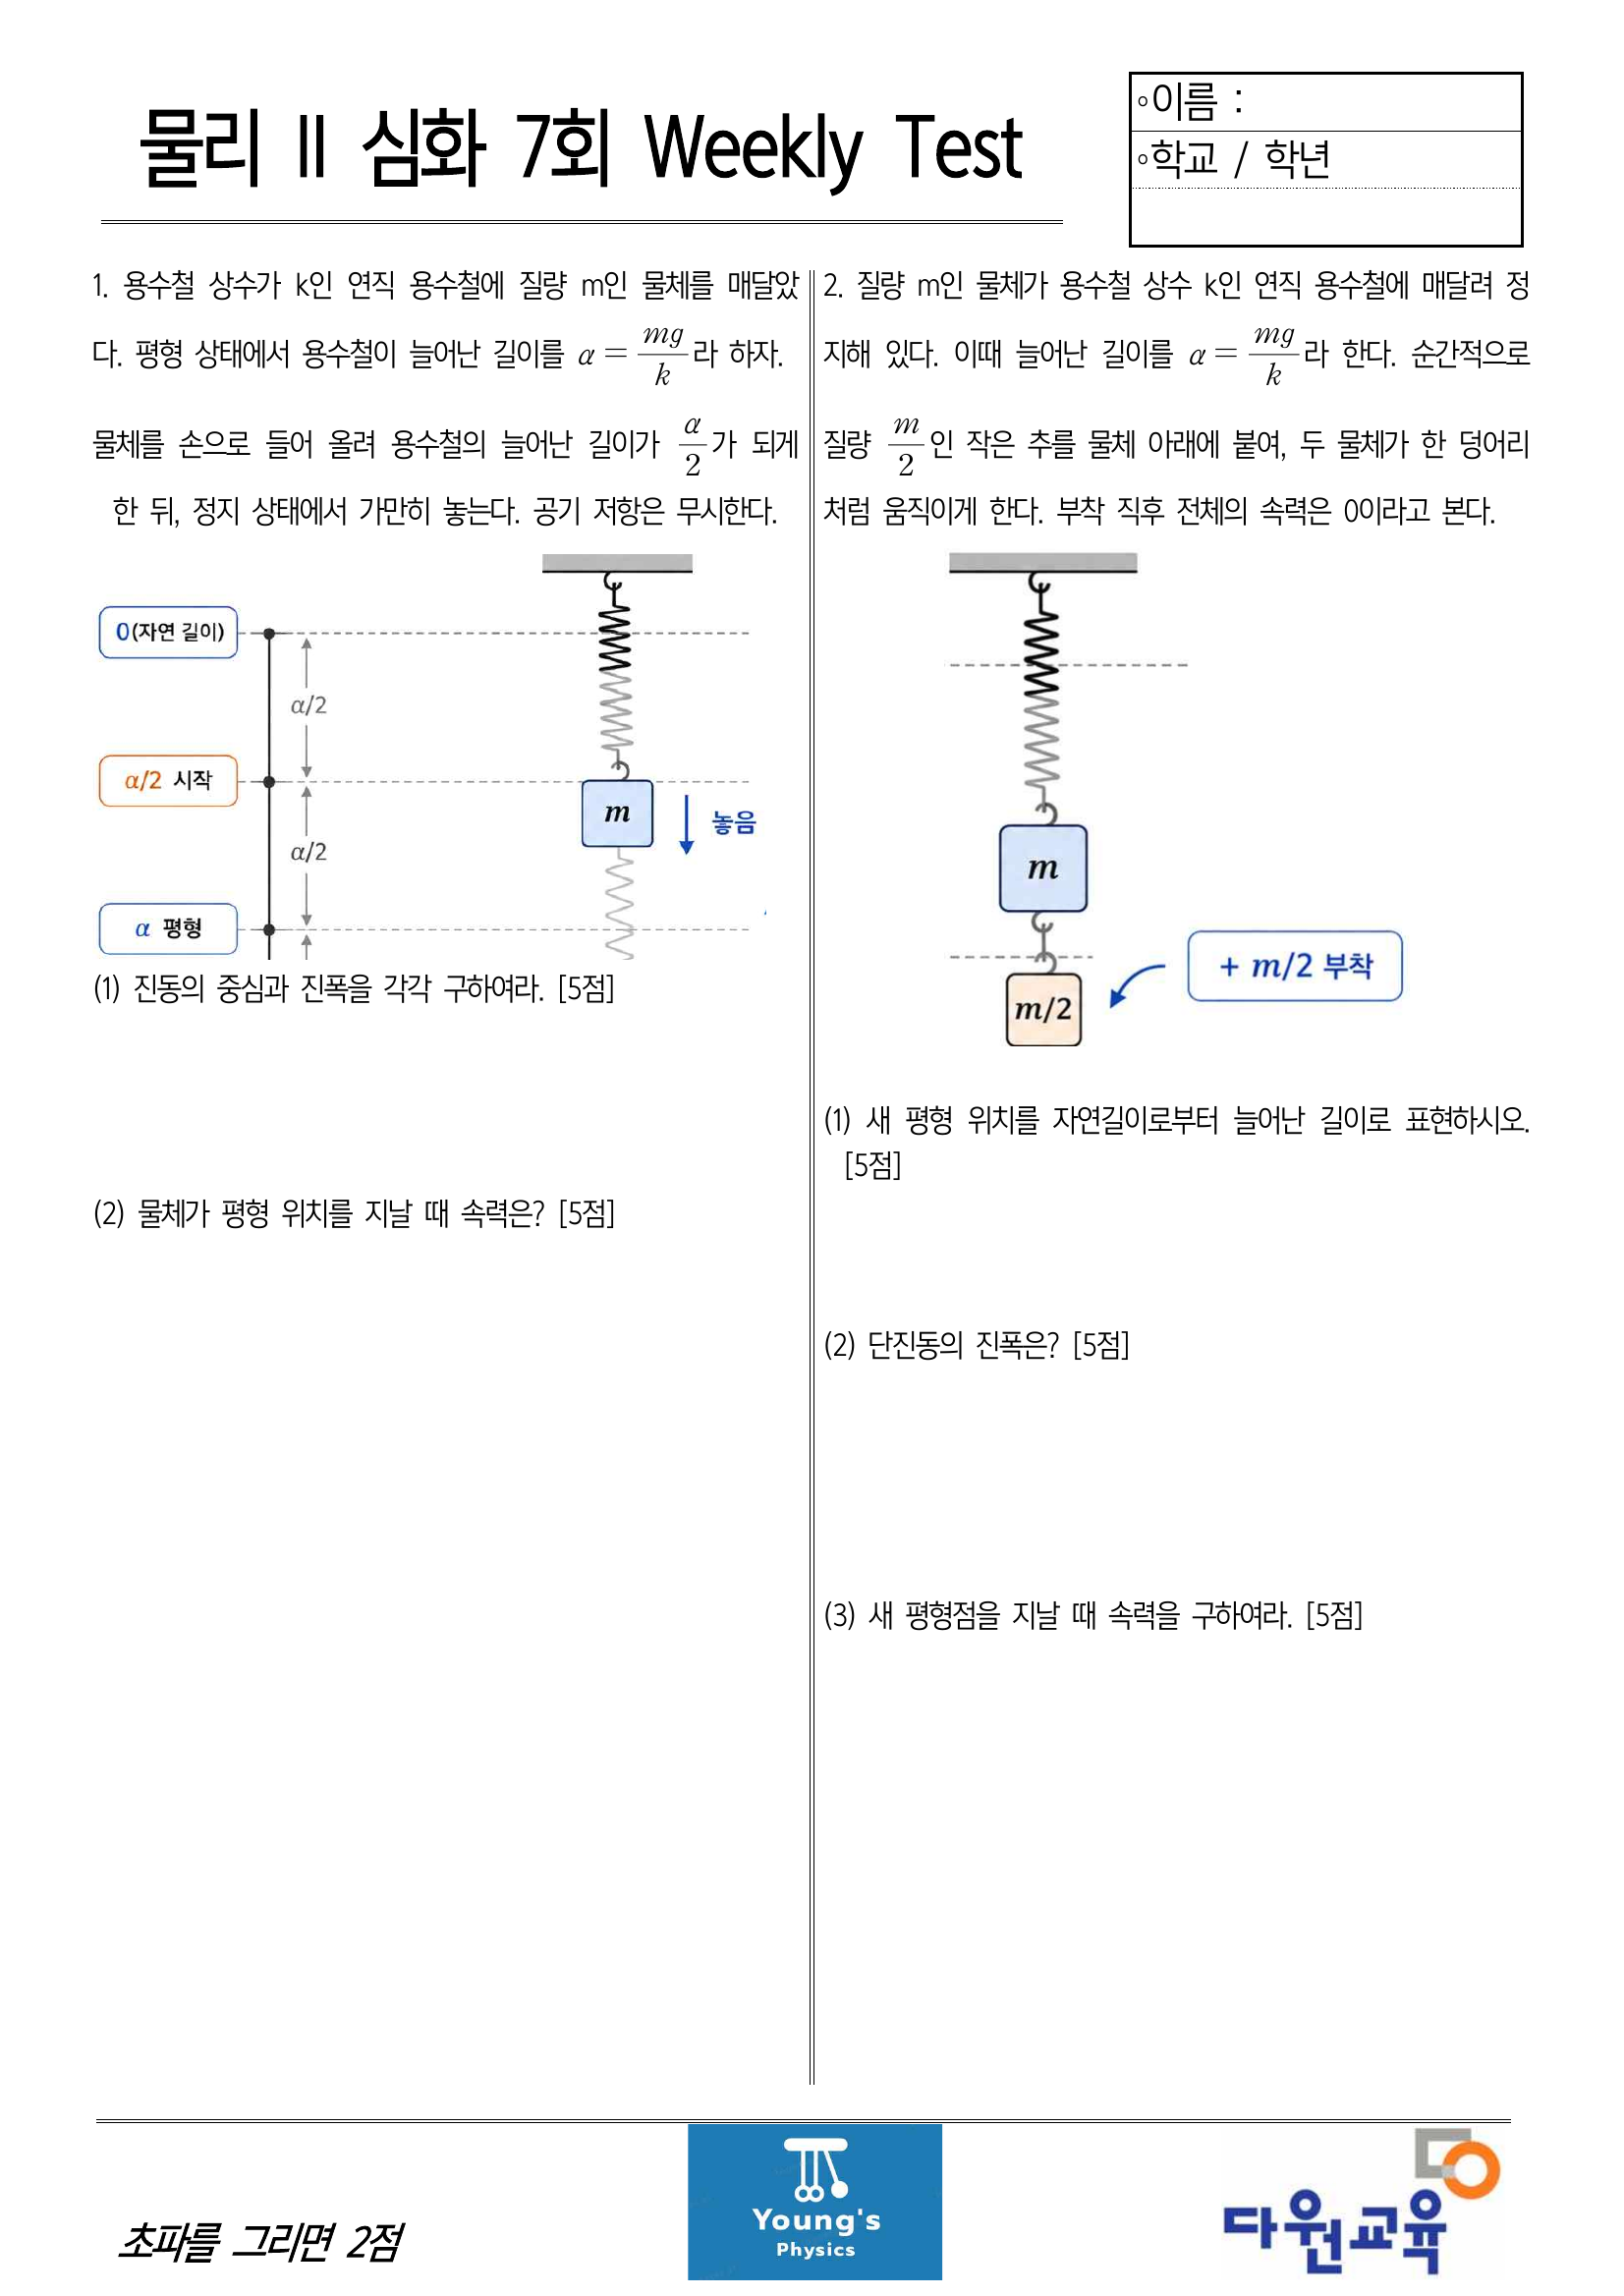 물리 II 심화 7회 Weekly Test
◦이름 :
◦학교 / 학년
1. 용수철 상수가 k인 연직 용수철에 질량 m인 물체를 매달았
다. 평형 상태에서 용수철이 늘어난 길이를 α = mg/k 라 하자.
물체를 손으로 들어 올려 용수철의 늘어난 길이가 α/2 가 되게
한 뒤, 정지 상태에서 가만히 놓는다. 공기 저항은 무시한다.
0(자연 길이)
α/2
α/2 시작
m
놓음
α/2
α 평형
(1) 진동의 중심과 진폭을 각각 구하여라. [5점]
(2) 물체가 평형 위치를 지날 때 속력은? [5점]
2. 질량 m인 물체가 용수철 상수 k인 연직 용수철에 매달려 정
지해 있다. 이때 늘어난 길이를 α = mg/k 라 한다. 순간적으로
질량 m/2 인 작은 추를 물체 아래에 붙여, 두 물체가 한 덩어리
처럼 움직이게 한다. 부착 직후 전체의 속력은 0이라고 본다.
m
+ m/2 부착
m/2
(1) 새 평형 위치를 자연길이로부터 늘어난 길이로 표현하시오.
[5점]
(2) 단진동의 진폭은? [5점]
(3) 새 평형점을 지날 때 속력을 구하여라. [5점]
초파를 그리면 2점
Young's
Physics
다원교육